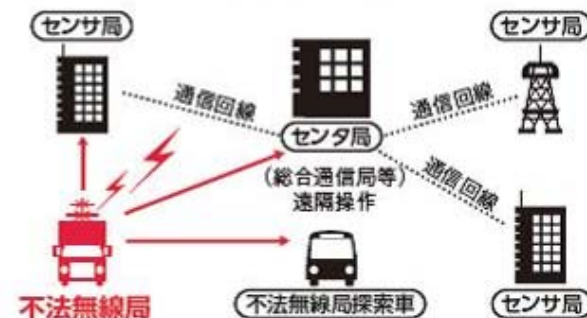 センサ局
センサ局
通信回線
通信回線
センタ局
(総合通信局等)
遠隔操作
通信回線
不法無線局
不法無線局探索車
センサ局